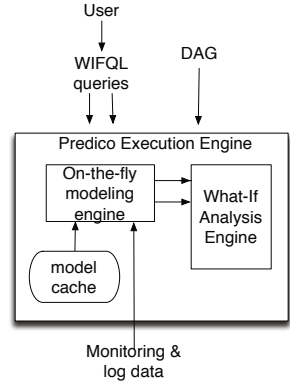 User
WIFQL
queries
DAG
Predico Execution Engine
On-the-fly
modeling
engine
What-If
Analysis
Engine
model
cache
Monitoring &
log data